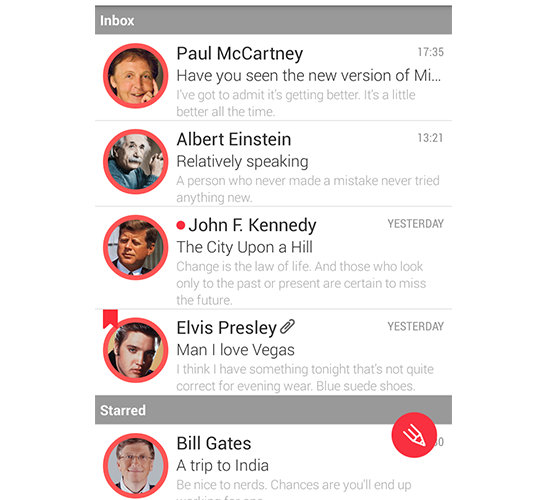 Inbox
Paul McCartney 17:35
Have you seen the new version of Mi...
I've got to admit it's getting better. It's a little
better all the time.
Albert Einstein 13:21
Relatively speaking
A person who never made a mistake never tried
anything new.
John F. Kennedy YESTERDAY
The City Upon a Hill
Change is the law of life. And those who look
only to the past or present are certain to miss
the future.
Elvis Presley YESTERDAY
Man I love Vegas
I think I have something tonight that's not quite
correct for evening wear. Blue suede shoes.
Starred
Bill Gates
A trip to India
Be nice to nerds. Chances are you'll end up
working for one.